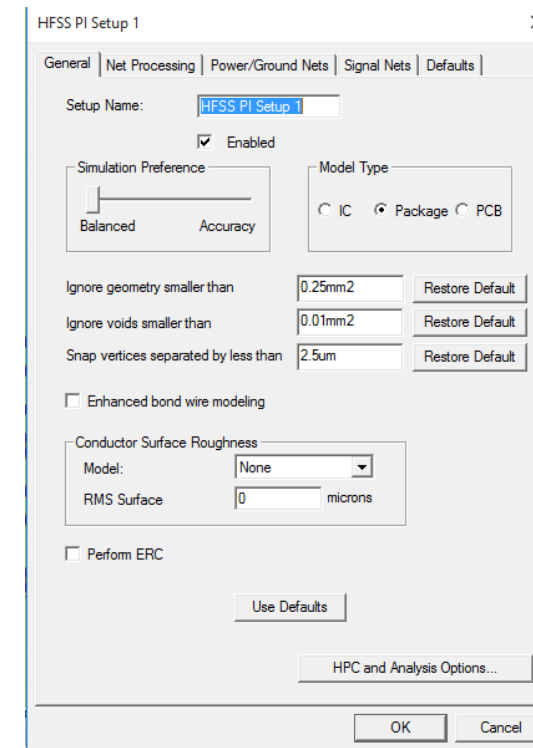 HFSS PI Setup 1
General Net Processing Power/Ground Nets Signal Nets Defaults
Setup Name: HFSS PI Setup 1
Enabled
Simulation Preference Model Type
IC Package PCB
Balanced Accuracy
Ignore geometry smaller than 0.25mm2 Restore Default
Ignore voids smaller than 0.01mm2 Restore Default
Snap vertices separated by less than 2.5um Restore Default
Enhanced bond wire modeling
Conductor Surface Roughness
Model: None
RMS Surface 0 microns
Perform ERC
Use Defaults
HPC and Analysis Options...
OK Cancel